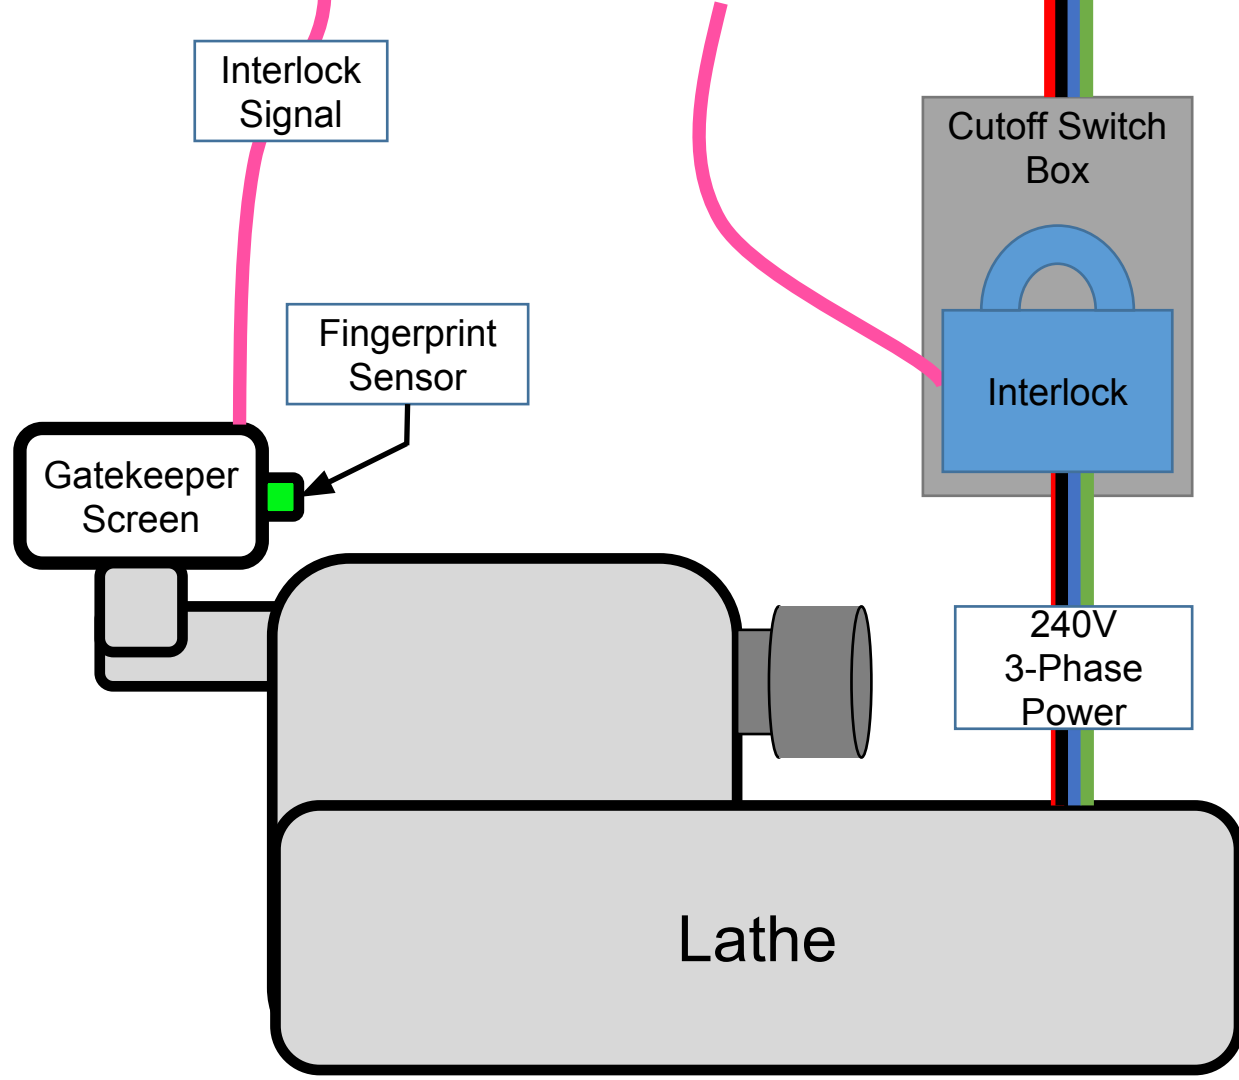 Interlock
Signal
Cutoff Switch
Box
Fingerprint
Sensor
Interlock
Gatekeeper
Screen
240V
3-Phase
Power
Lathe